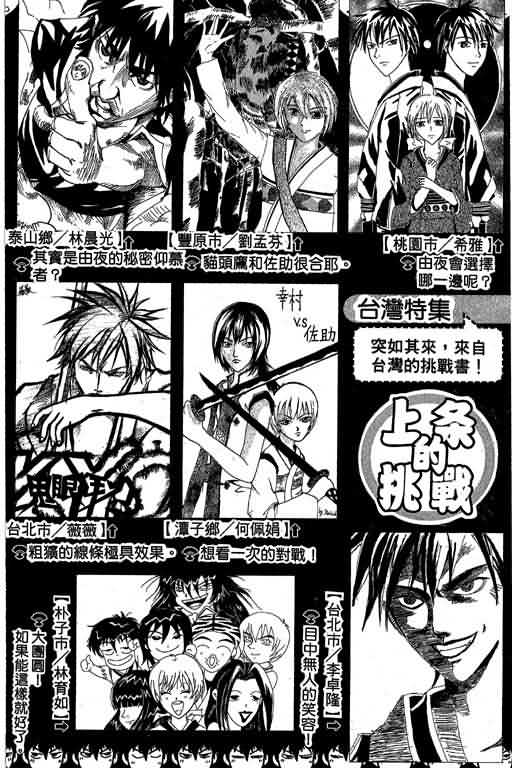 【桃園市／希雅】
由夜會選擇
哪一邊呢？
【豐原市／劉孟芬】
貓頭鷹和佐助很合耶。
泰山鄉／林晨光】
其實是由夜的秘密仰慕
者？
台灣特集
突如其來，來自
台灣的挑戰書！
上条
的
挑戰
幸村
v.s
佐助
【潭子鄉／何佩娟】
想看一次的對戰！
鬼眼狂
台北市／薇薇】
粗獷的線條極具效果。
【台北市／李卓隆】
目中無人的笑容！
【朴子市／林育如】
大團圓！
如果能這樣就好了。